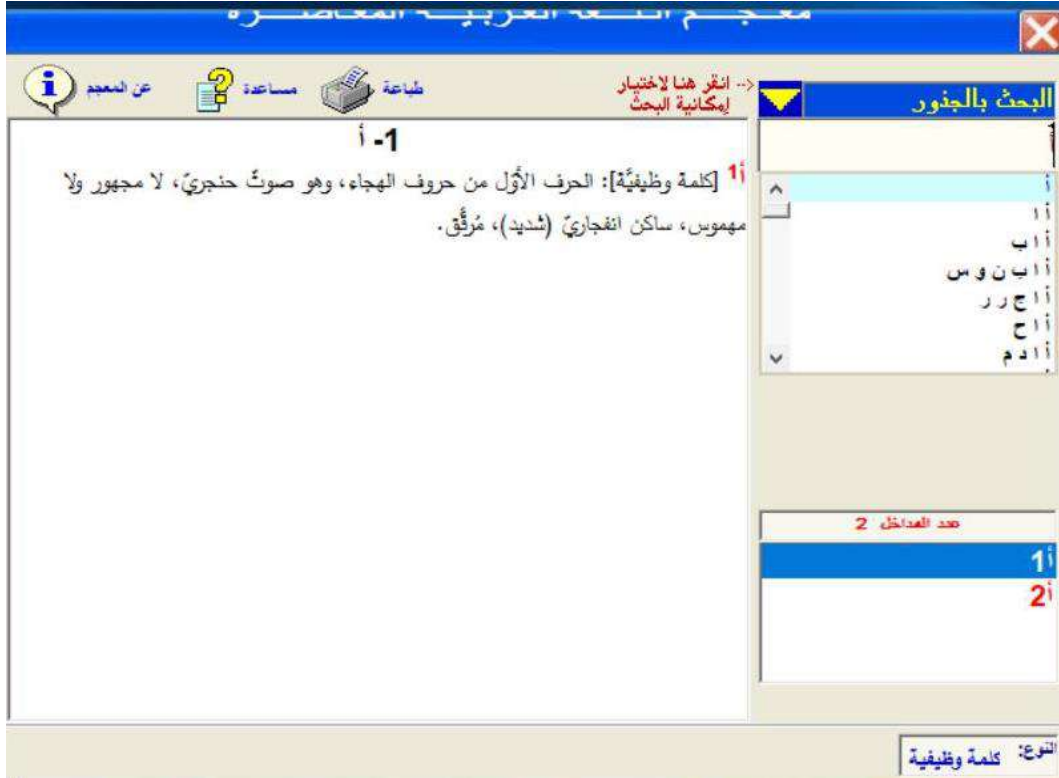 معجم اللغة العربية المعاصرة
البحث بالجذور
<-- انقر هنا لاختيار
لإمكانية البحث
طباعة
مساعدة
عن المعجم
أ
أ
أ ا
أ ا ب
أ ا ب ن و س
أ ا ج ر ر
أ ا ح
أ ا د م
1- أ
أ1 [كلمة وظيفيَّة]: الحرف الأوّل من حروف الهجاء، وهو صوتٌ حنجريّ، لا مجهور ولا
مهموس، ساكن انفجاريّ (شديد)، مُرقَّق.
عدد المداخل 2
أ1
أ2
النوع: كلمة وظيفية